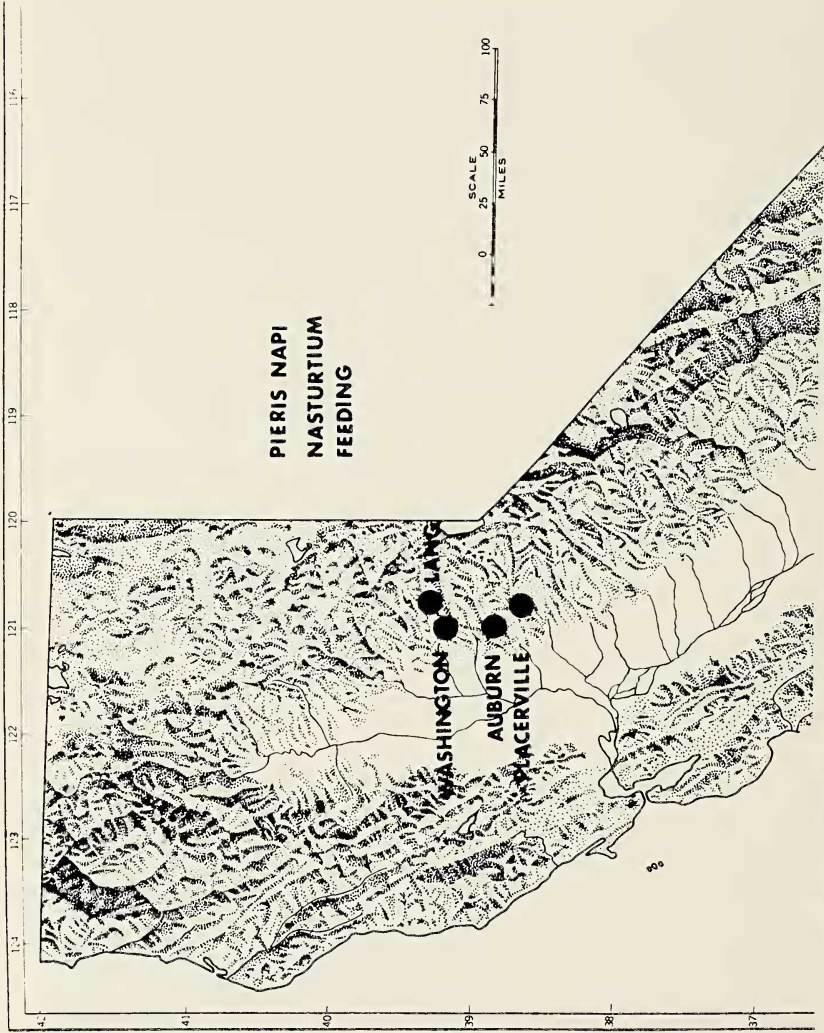 PIERIS NAPI
NASTURTIUM
FEEDING
124 123 122 121 120 119 118 117 116
42
41
40
39
38
37
LANG
WASHINGTON
AUBURN
PLACERVILLE
SCALE
0 25 50 75 100
MILES